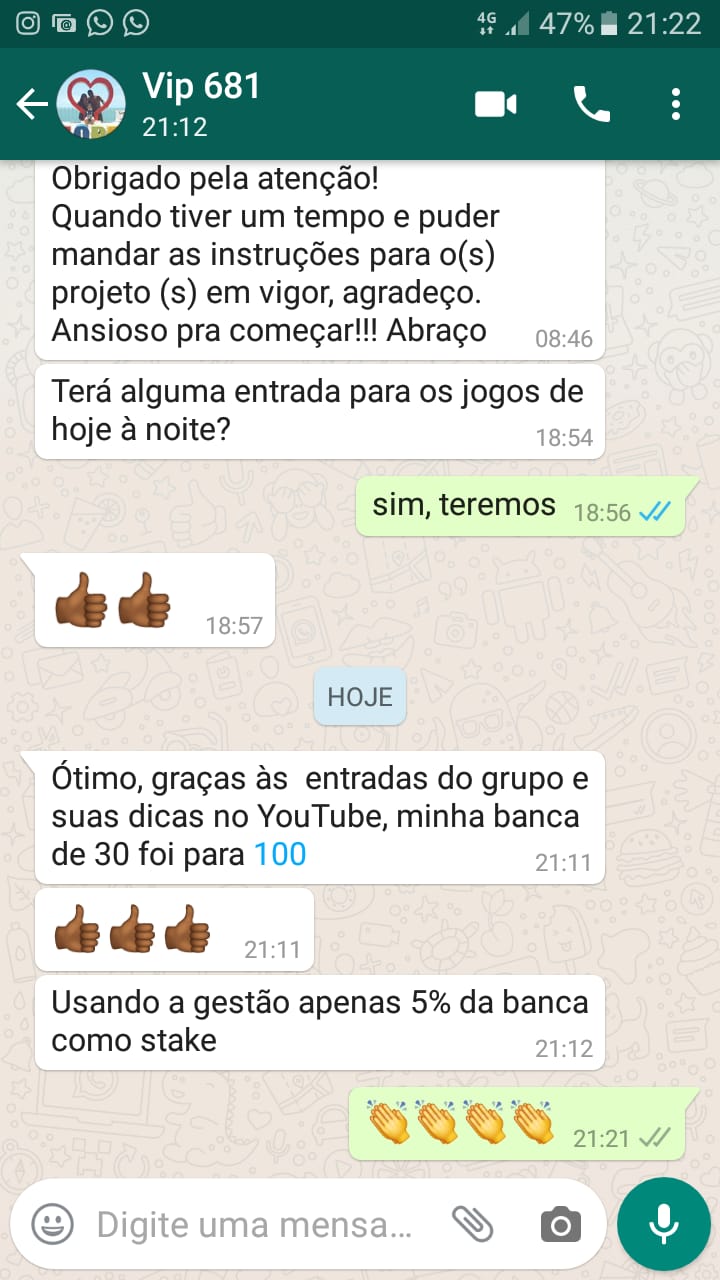 4G 47% 21:22
Vip 681
21:12
Obrigado pela atenção!
Quando tiver um tempo e puder
mandar as instruções para o(s)
projeto (s) em vigor, agradeço.
Ansioso pra começar!!! Abraço 08:46
Terá alguma entrada para os jogos de
hoje à noite? 18:54
sim, teremos 18:56
18:57
HOJE
Ótimo, graças às  entradas do grupo e
suas dicas no YouTube, minha banca
de 30 foi para 100 21:11
21:11
Usando a gestão apenas 5% da banca
como stake 21:12
21:21
Digite uma mensa...